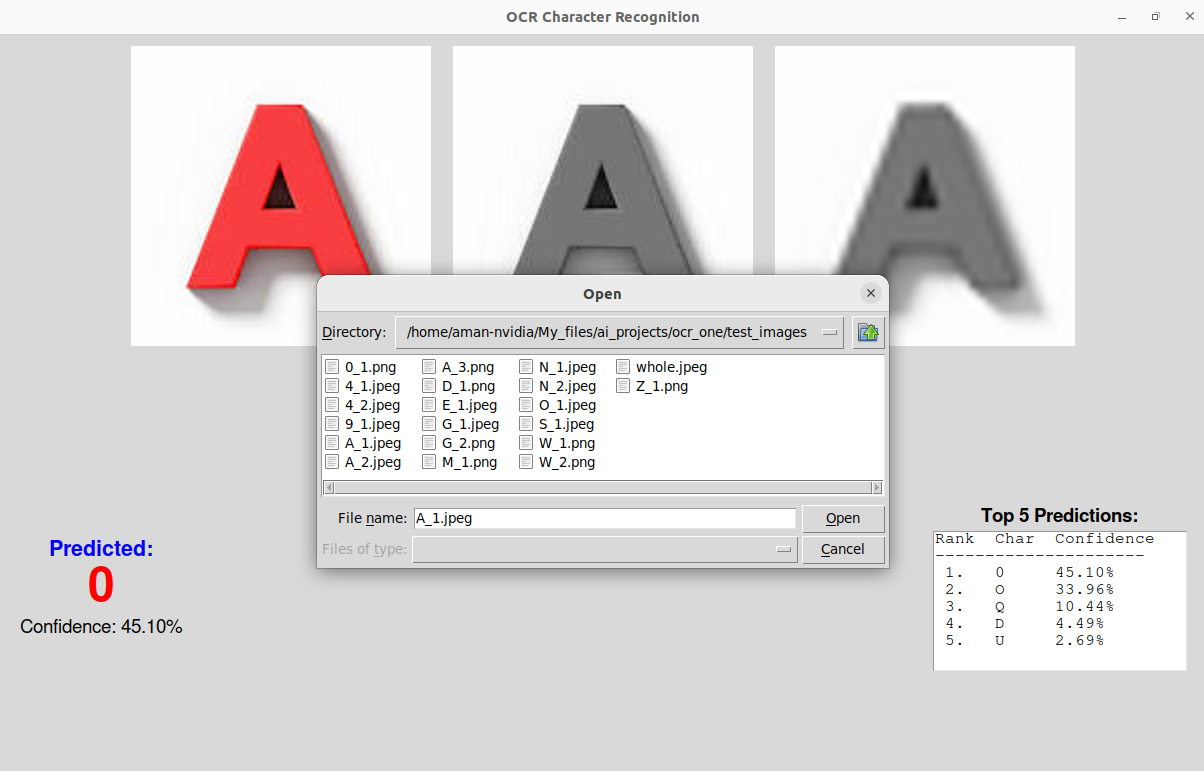 OCR Character Recognition
A A A
Open
Directory: /home/aman-nvidia/My_files/ai_projects/ocr_one/test_images
0_1.png A_3.png N_1.jpeg whole.jpeg
4_1.jpeg D_1.png N_2.jpeg Z_1.png
4_2.jpeg E_1.jpeg O_1.jpeg
9_1.jpeg G_1.jpeg S_1.jpeg
A_1.jpeg G_2.png W_1.png
A_2.jpeg M_1.png W_2.png
File name: A_1.jpeg Open
Files of type: Cancel
Predicted:
0
Confidence: 45.10%
Top 5 Predictions:
Rank Char Confidence
---------------------
1. 0 45.10%
2. O 33.96%
3. Q 10.44%
4. D 4.49%
5. U 2.69%